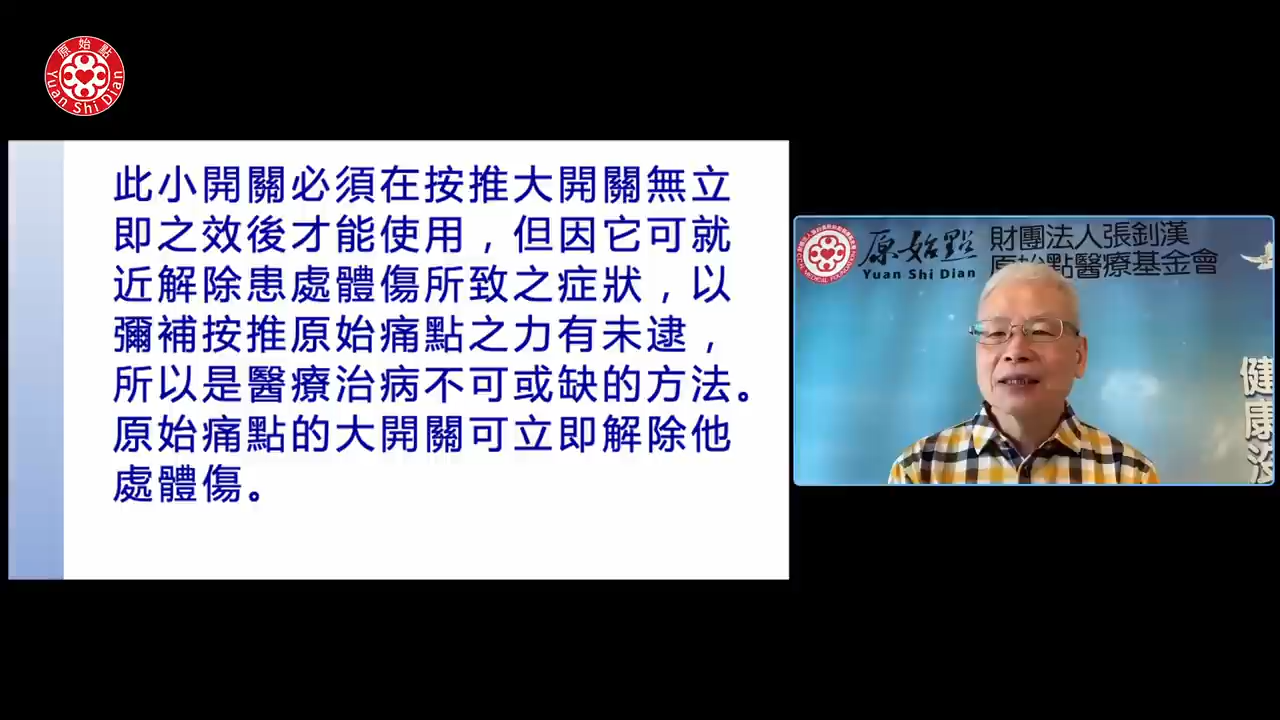 原始點
Yuan Shi Dian
此小開關必須在按推大開關無立
即之效後才能使用，但因它可就
近解除患處體傷所致之症狀，以
彌補按推原始痛點之力有未逮，
所以是醫療治病不可或缺的方法。
原始痛點的大開關可立即解除他
處體傷。
原始點
Yuan Shi Dian
財團法人張釗漢
原始點醫療基金會
健康